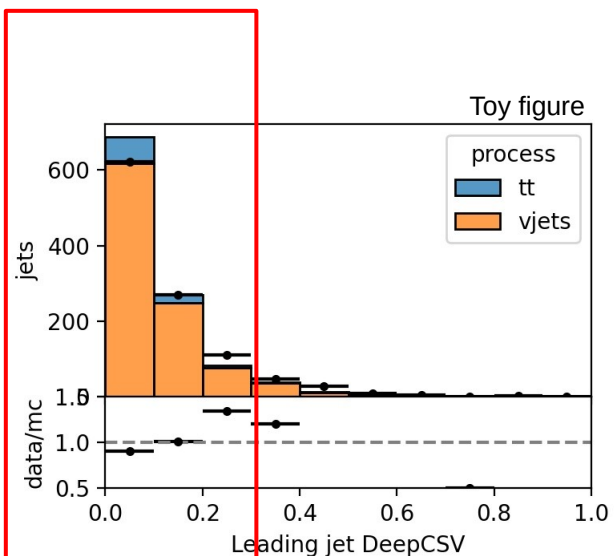 Toy figure
process
tt
vjets
600
400
200
0
jets
1.5
1.0
0.5
data/mc
0.0 0.2 0.4 0.6 0.8 1.0
Leading jet DeepCSV